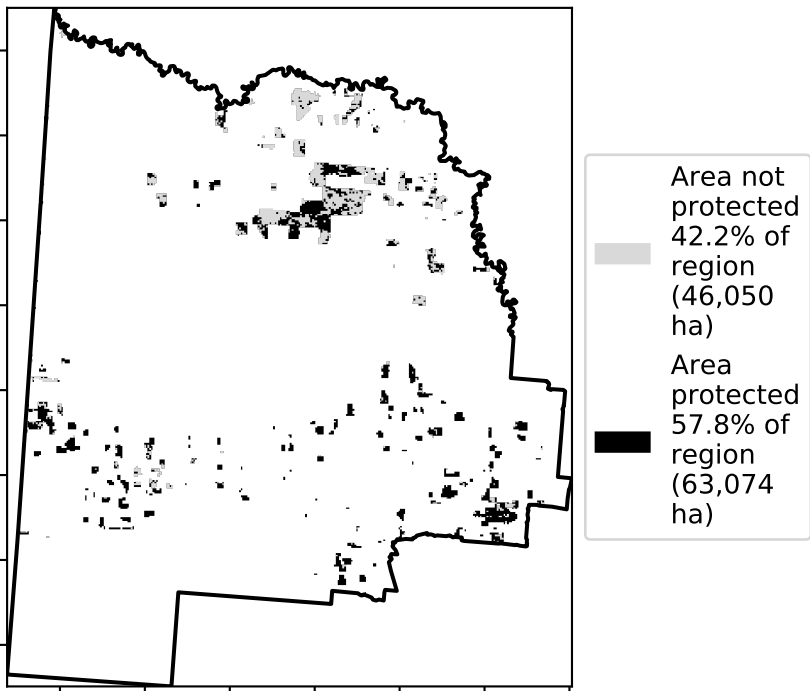 Area not
protected
42.2% of
region
(46,050
ha)
Area
protected
57.8% of
region
(63,074
ha)